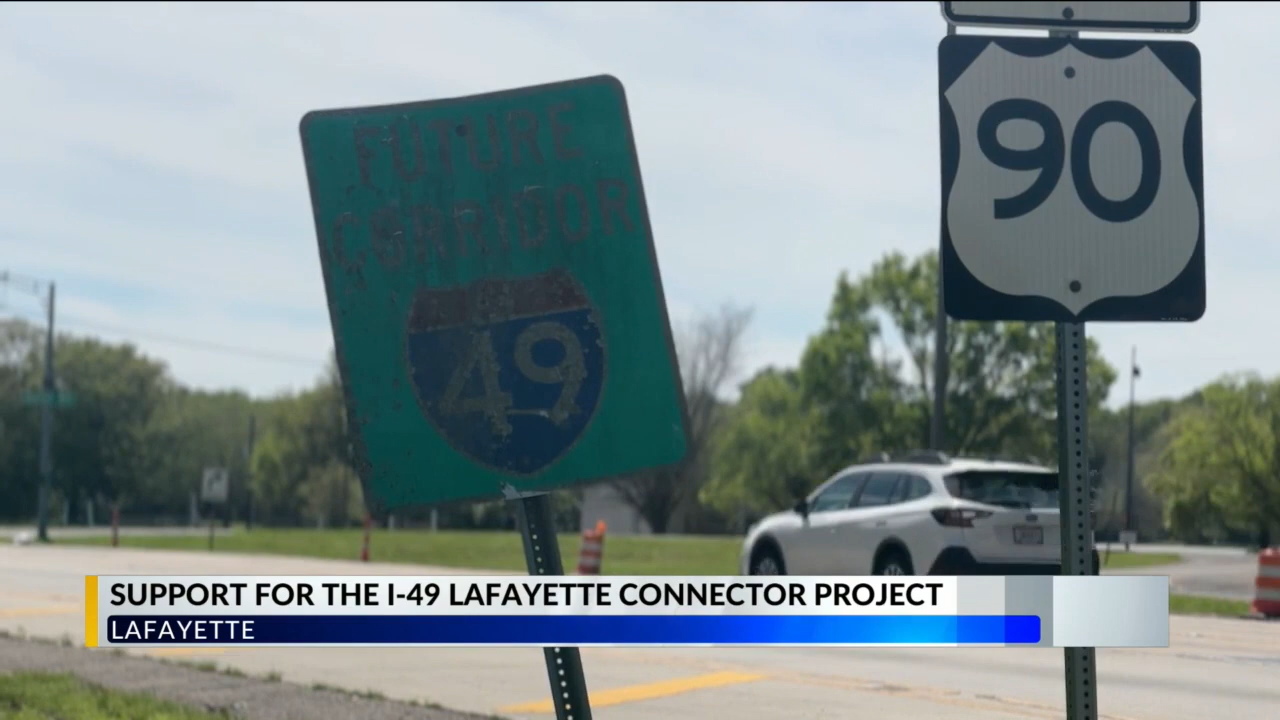 FUTURE
CORRIDOR
49
90
SUPPORT FOR THE I-49 LAFAYETTE CONNECTOR PROJECT
LAFAYETTE